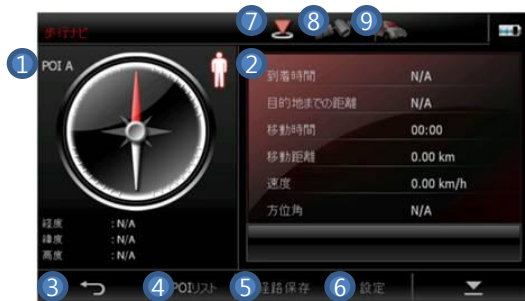 歩行ナビ 7 8 9
1 POI A
2
到着時間 N/A
目的地までの距離 N/A
移動時間 00:00
移動距離 0.00 km
速度 0.00 km/h
方位角 N/A
経度 : N/A
緯度 : N/A
高度 : N/A
3 4 POIリスト 5 経路保存 6 設定